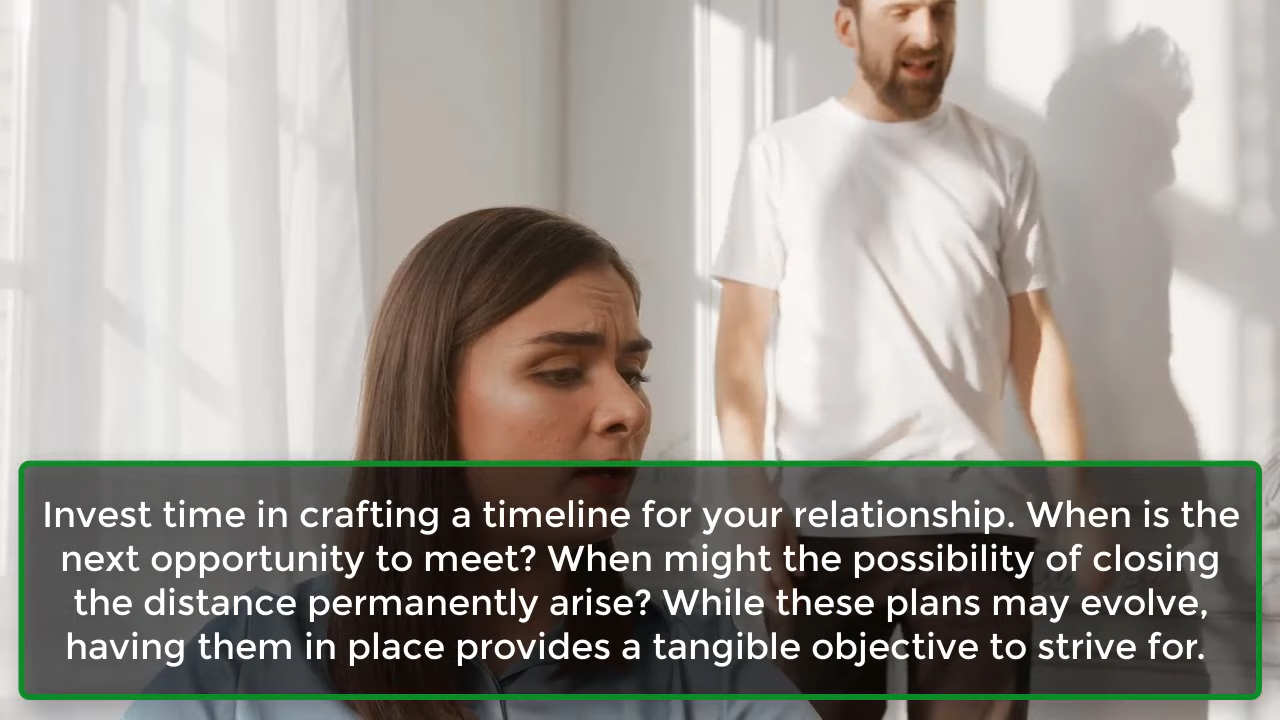 Invest time in crafting a timeline for your relationship. When is the
next opportunity to meet? When might the possibility of closing
the distance permanently arise? While these plans may evolve,
having them in place provides a tangible objective to strive for.